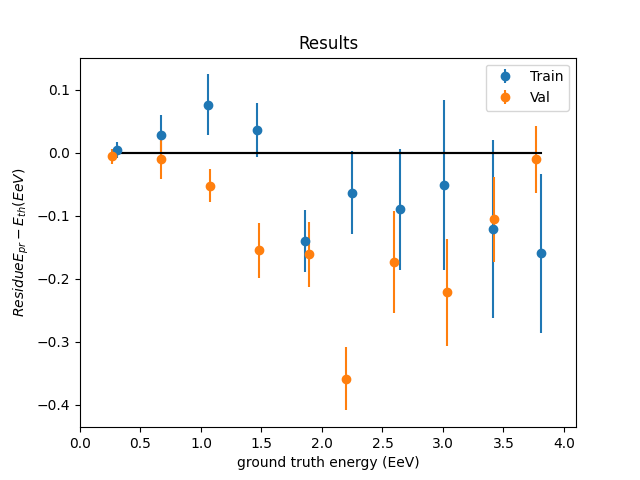 Results
Train
Val
0.1
0.0
−0.1
−0.2
−0.3
−0.4
ResidueE_{pr} − E_{th}(EeV)
0.0 0.5 1.0 1.5 2.0 2.5 3.0 3.5 4.0
ground truth energy (EeV)